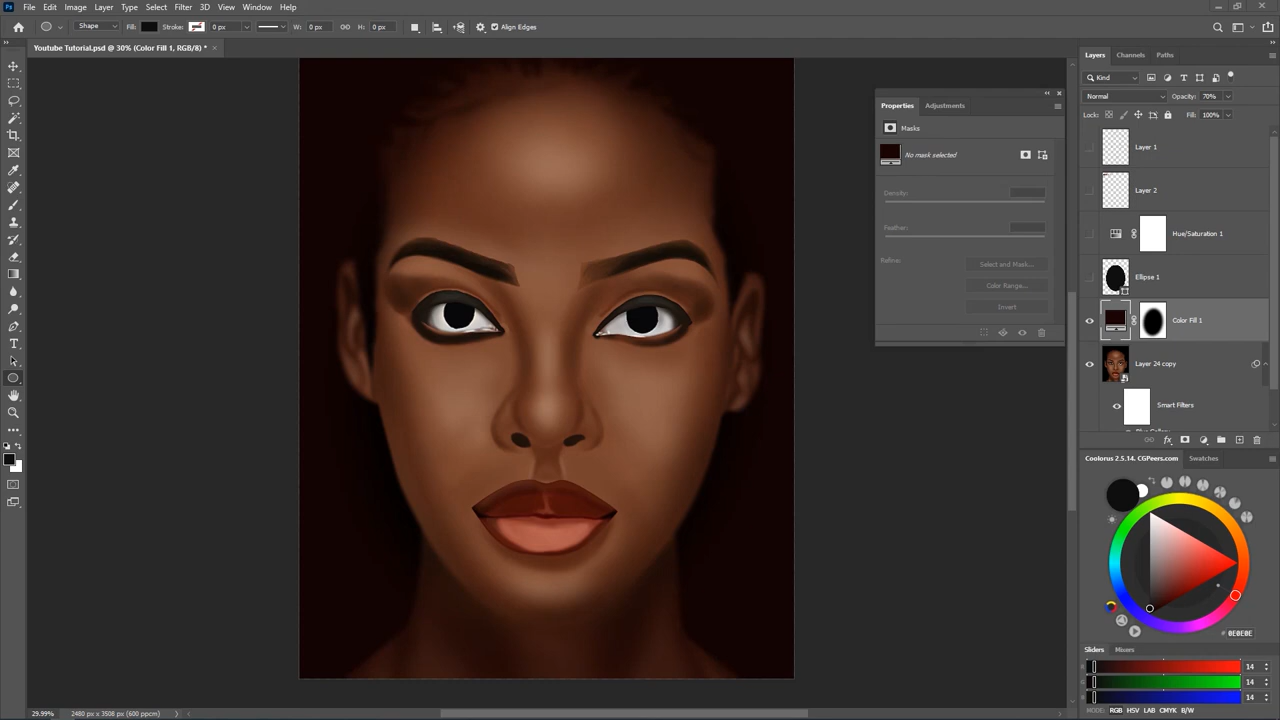 Ps File Edit Image Layer Type Select Filter 3D View Window Help
Shape Fill: Stroke: 0 px W: 0 px H: 0 px Align Edges
Youtube Tutorial.psd @ 30% (Color Fill 1, RGB/8) *
Properties Adjustments
Masks
No mask selected
Density:
Feather:
Refine:
Select and Mask...
Color Range...
Invert
Layers Channels Paths
Kind
Normal Opacity: 70%
Lock: Fill: 100%
Layer 1
Layer 2
Hue/Saturation 1
Ellipse 1
Color Fill 1
Layer 24 copy
Smart Filters
Coolorus 2.5.14. CGPeers.com Swatches
# 0E0E0E
Sliders Mixers
14
14
14
MODE: RGB HSV LAB CMYK B/W
29.99% 2480 px x 3508 px (600 ppcm)